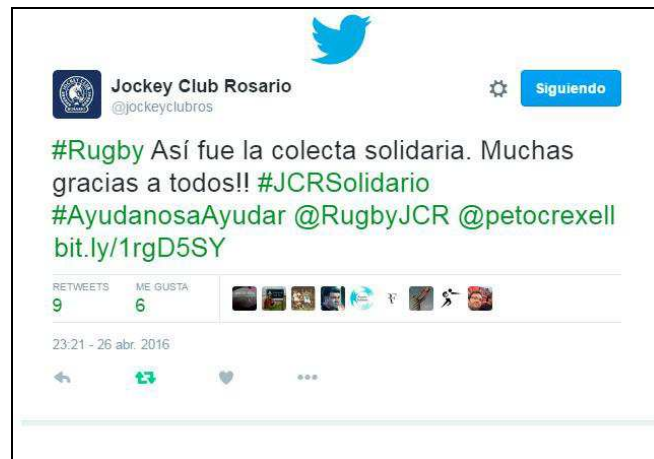 Jockey Club Rosario
@jockeyclubros
Siguiendo
#Rugby Así fue la colecta solidaria. Muchas
gracias a todos!! #JCRSolidario
#AyudanosaAyudar @RugbyJCR @petocrexell
bit.ly/1rgD5SY
RETWEETS ME GUSTA
9 6
23:21 - 26 abr. 2016